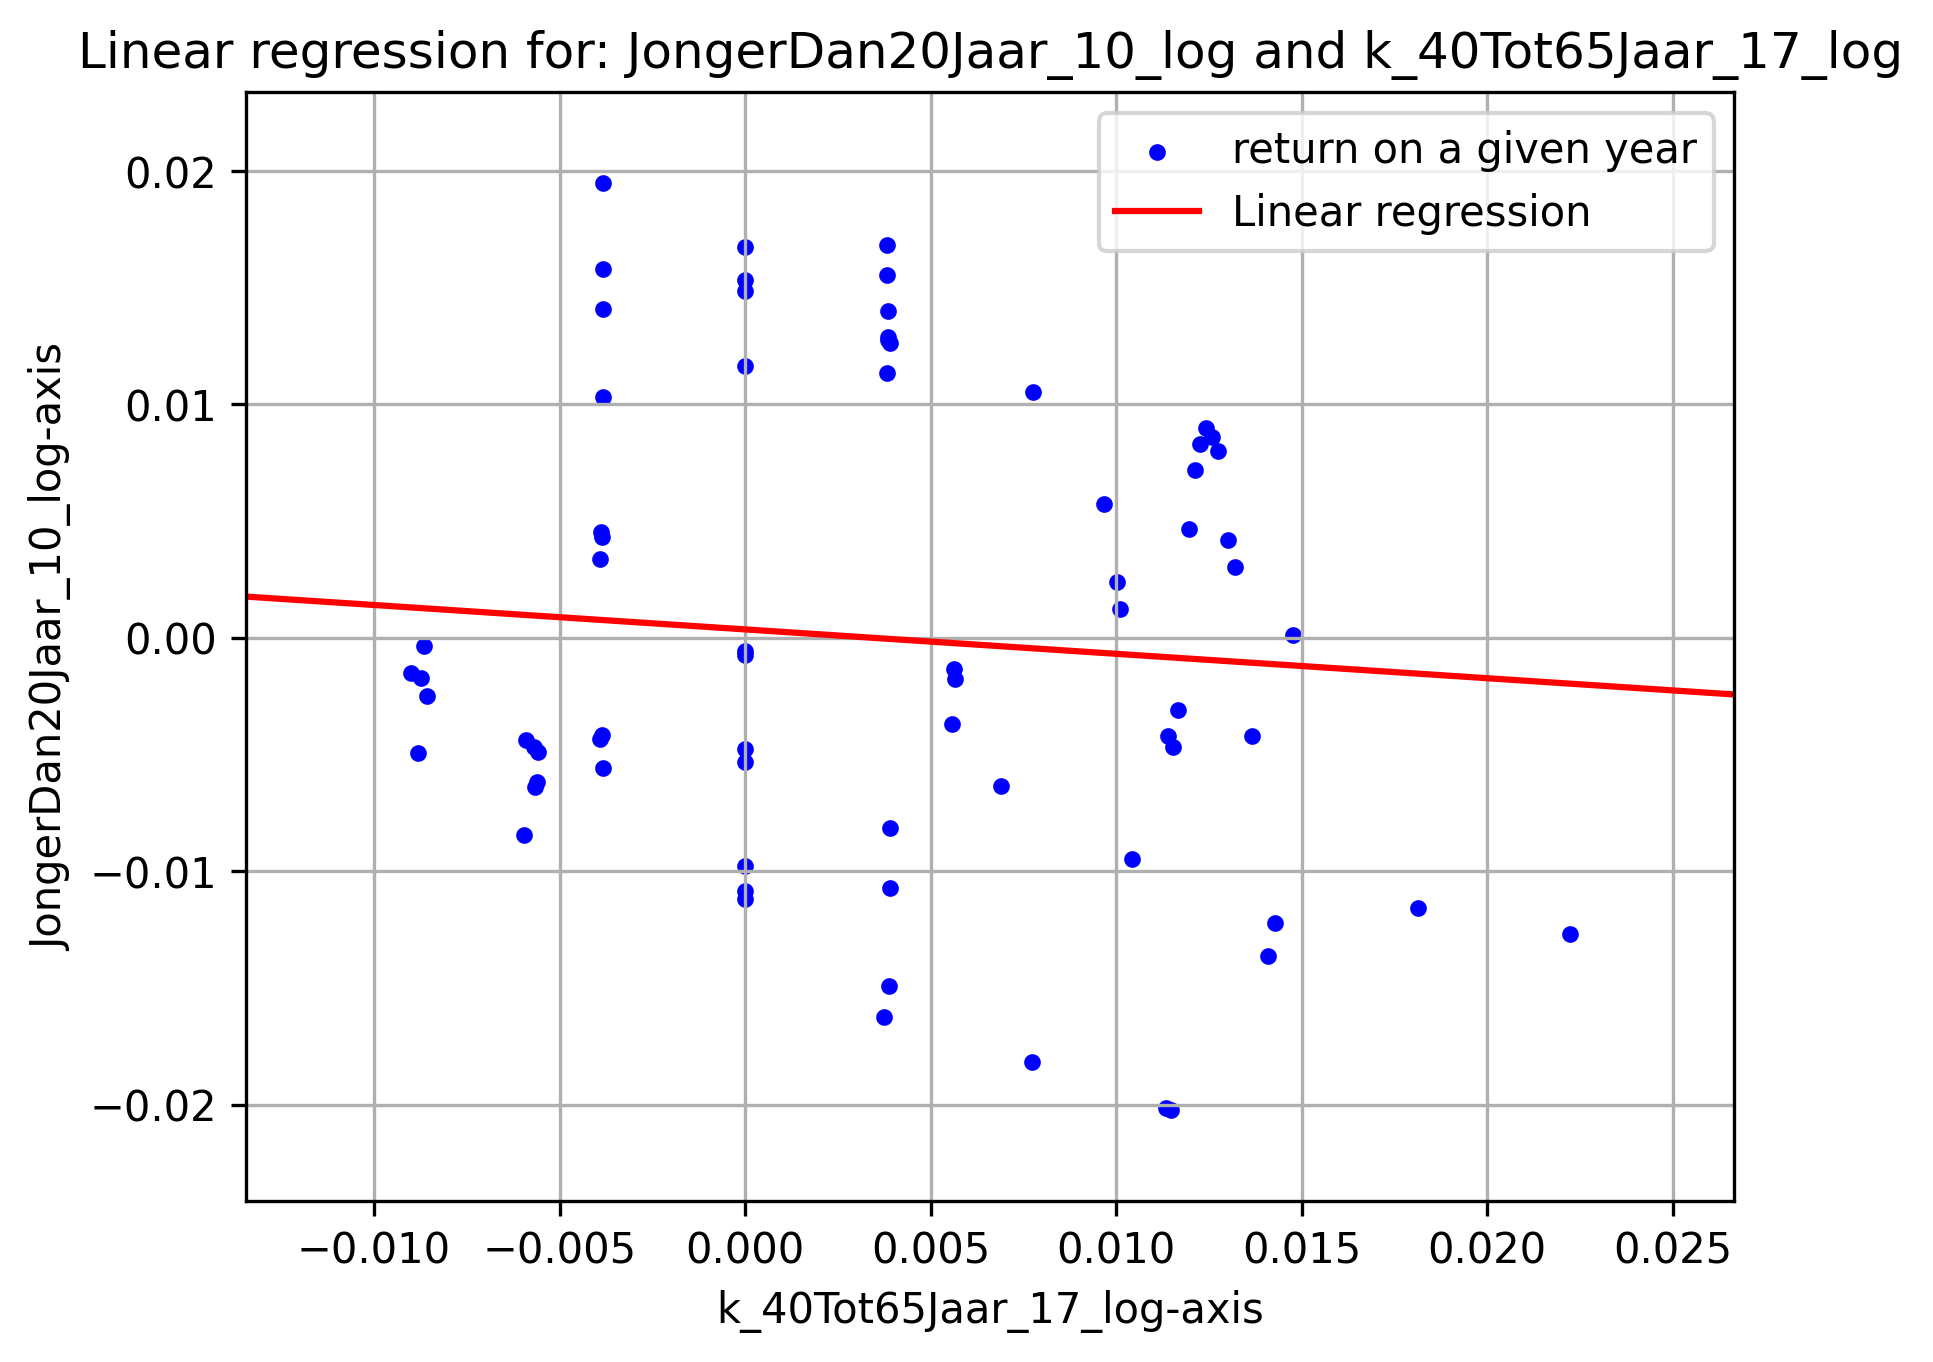 Linear regression for: JongerDan20Jaar_10_log and k_40Tot65Jaar_17_log
return on a given year
Linear regression
JongerDan20Jaar_10_log-axis
0.02
0.01
0.00
−0.01
−0.02
−0.010 −0.005 0.000 0.005 0.010 0.015 0.020 0.025
k_40Tot65Jaar_17_log-axis